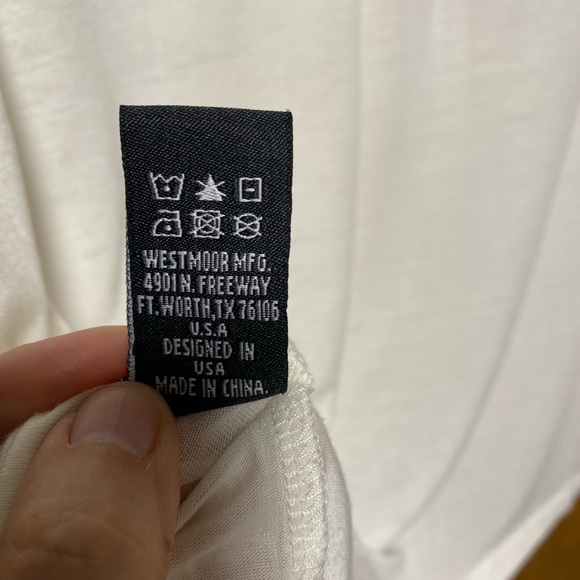 WESTMOOR MFG.
4901 N. FREEWAY
FT. WORTH, TX 76106
U.S.A
DESIGNED IN
USA
MADE IN CHINA.